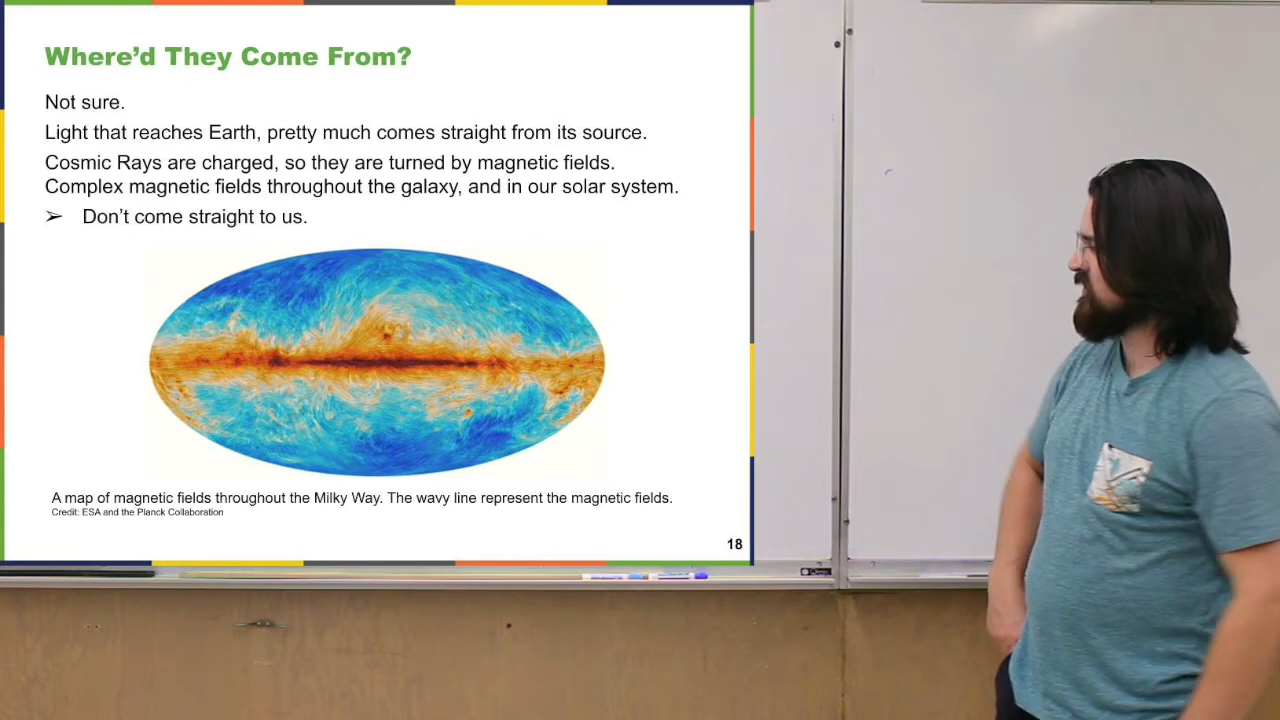 Where'd They Come From?
Not sure.
Light that reaches Earth, pretty much comes straight from its source.
Cosmic Rays are charged, so they are turned by magnetic fields.
Complex magnetic fields throughout the galaxy, and in our solar system.
➢ Don't come straight to us.
A map of magnetic fields throughout the Milky Way. The wavy line represent the magnetic fields.
Credit: ESA and the Planck Collaboration
18